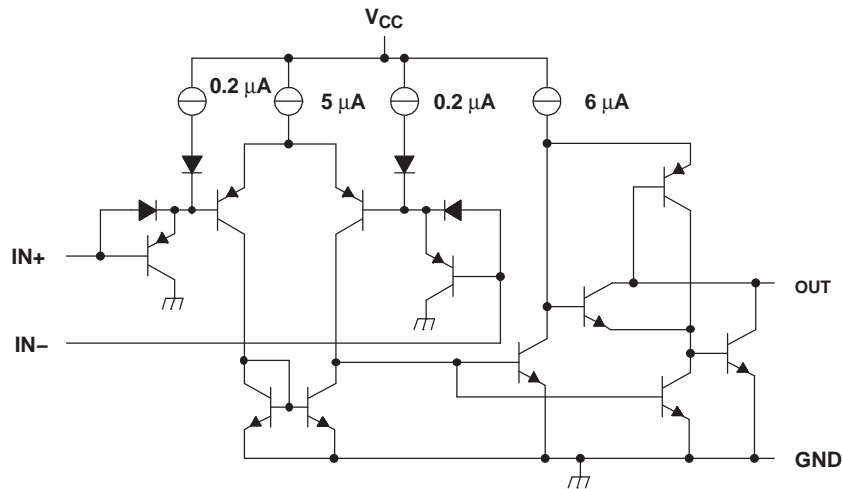 VCC
0.2 μA
5 μA
0.2 μA
6 μA
IN+
OUT
IN−
GND